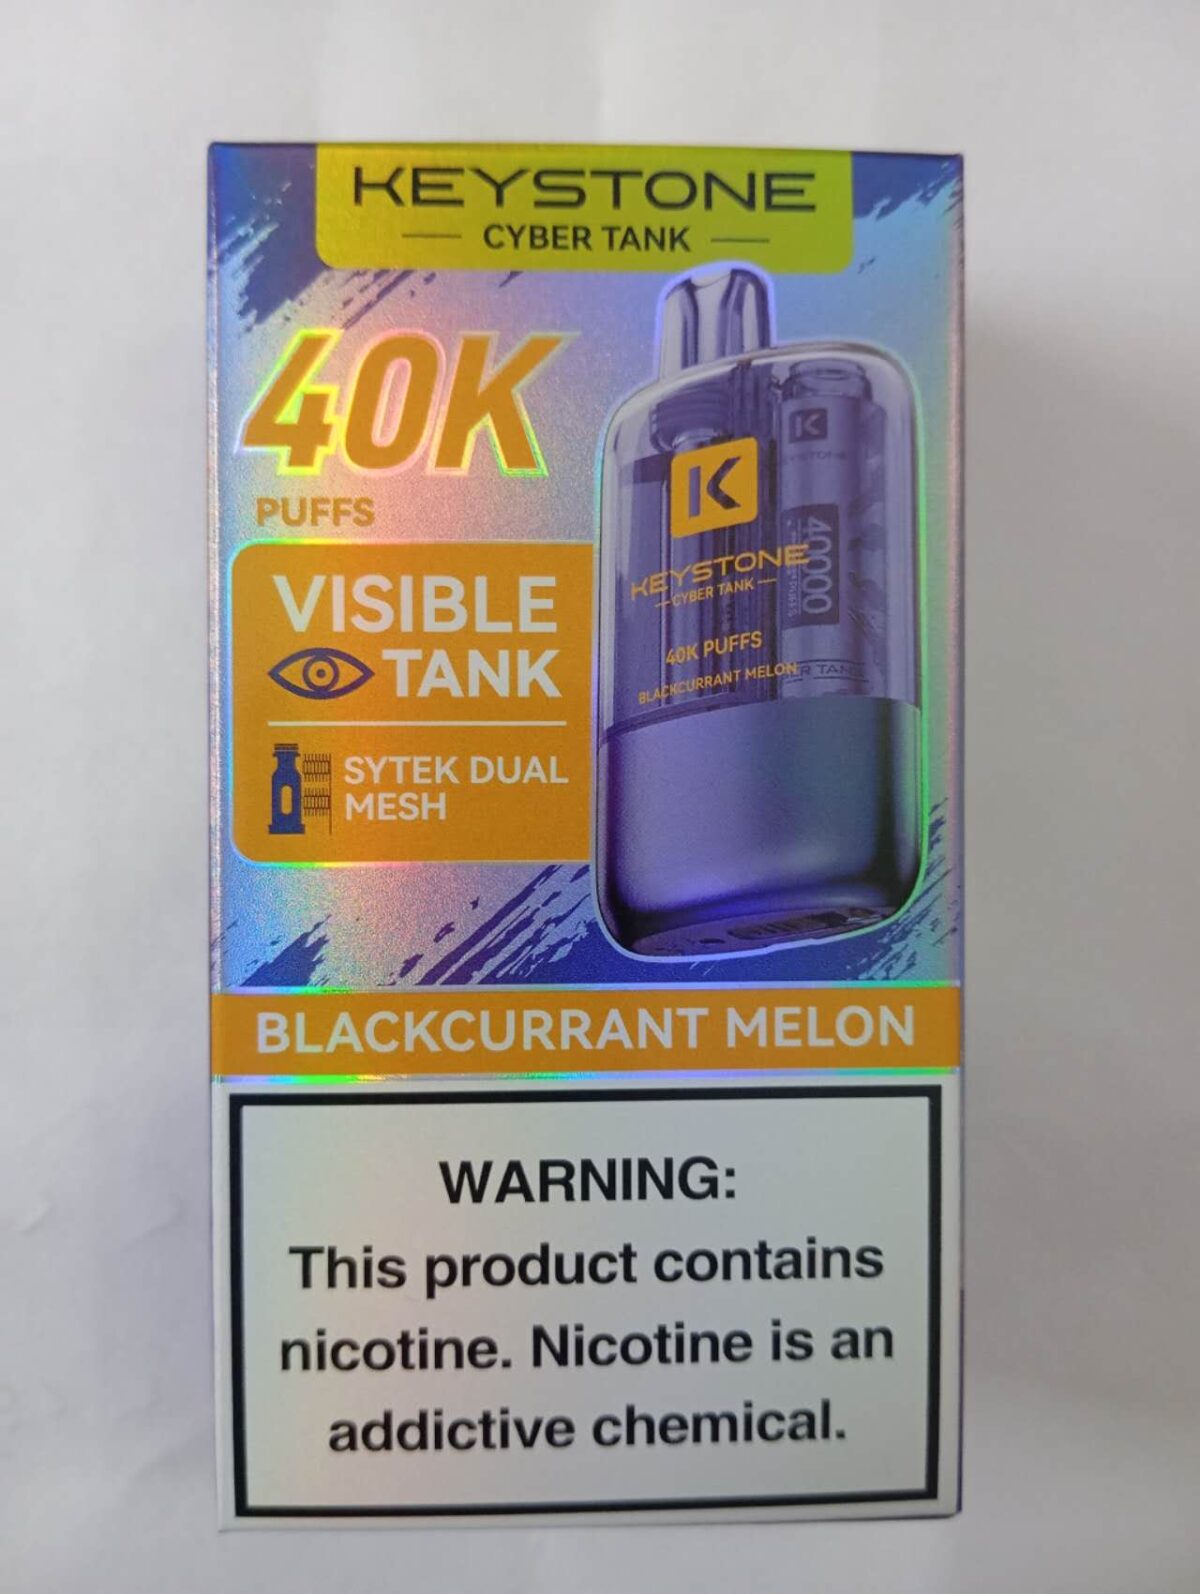 KEYSTONE
CYBER TANK
40K
PUFFS
VISIBLE
TANK
SYTEK DUAL
MESH
K
KEYSTONE
CYBER TANK
40K PUFFS
BLACKCURRANT MELON
K
40000
BLACKCURRANT MELON
WARNING:
This product contains
nicotine. Nicotine is an
addictive chemical.